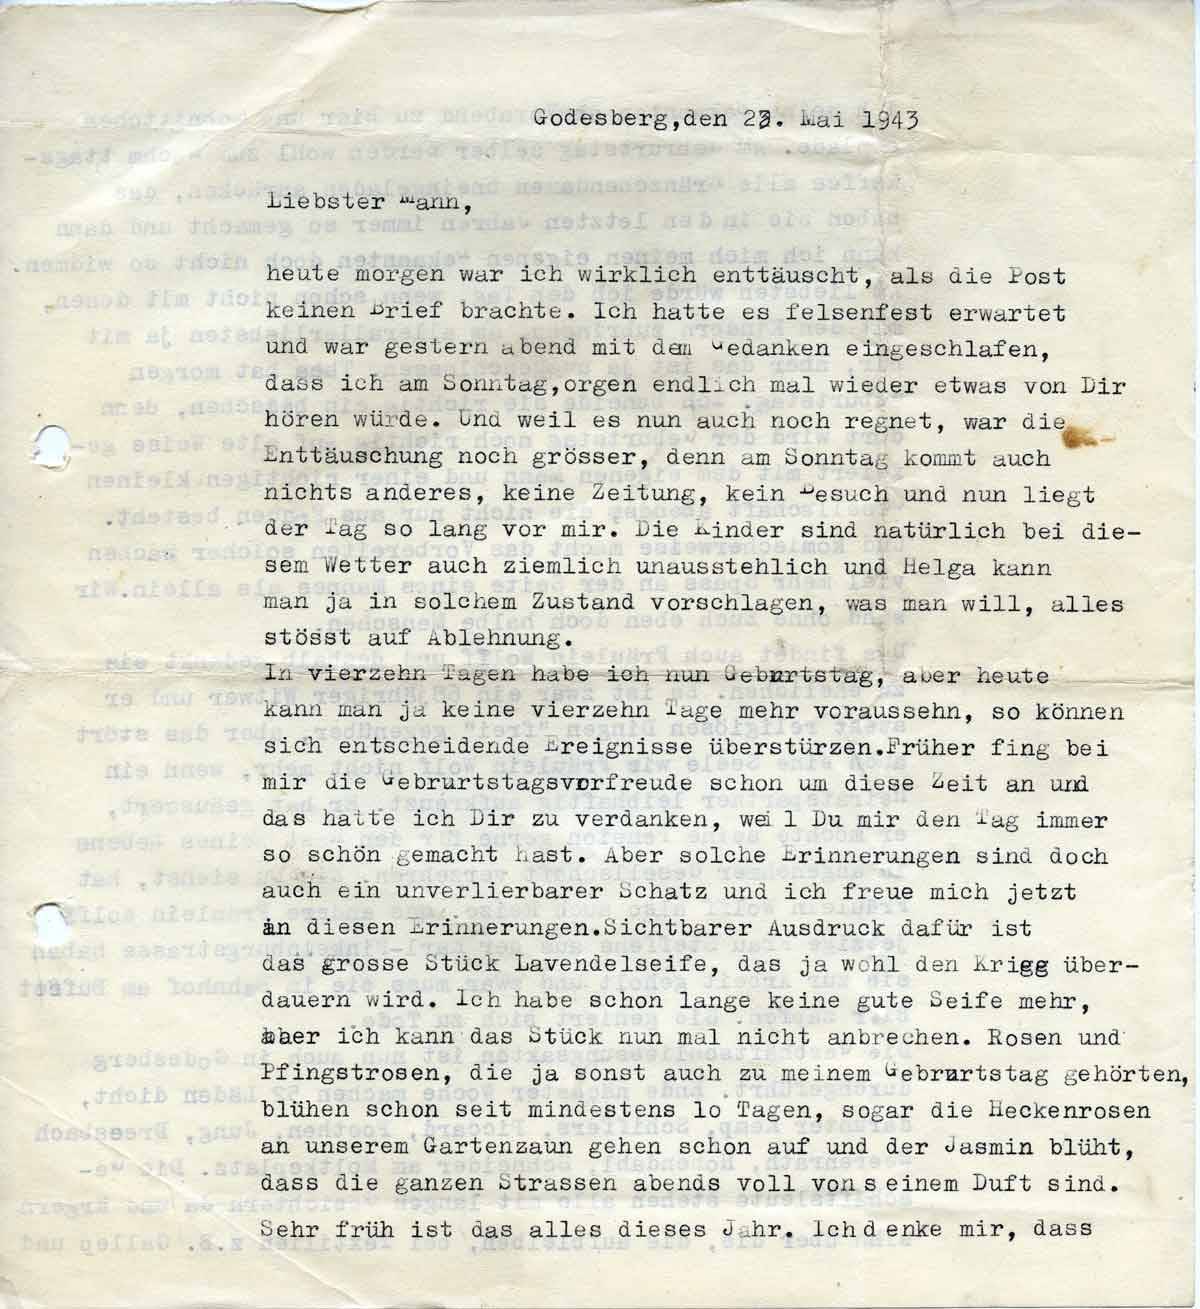 Godesberg,den 23. Mai 1943
Liebster Mann,
heute morgen war ich wirklich enttäuscht, als die Post
keinen Brief brachte. Ich hatte es felsenfest erwartet
und war gestern abend mit dem Gedanken eingeschlafen,
dass ich am Sonntag,orgen endlich mal wieder etwas von Dir
hören würde. Und weil es nun auch noch regnet, war die
Enttäuschung noch grösser, denn am Sonntag kommt auch
nichts anderes, keine Zeitung, kein Besuch und nun liegt
der Tag so lang vor mir. Die Kinder sind natürlich bei die-
sem Wetter auch ziemlich unausstehlich und Helga kann
man ja in solchem Zustand vorschlagen, was man will, alles
stösst auf Ablehnung.
In vierzehn Tagen habe ich nun Geburtstag, aber heute
kann man ja keine vierzehn Tage mehr voraussehn, so können
sich entscheidende Ereignisse überstürzen.Früher fing bei
mir die Gebrurtstagsvorfreude schon um diese Zeit an und
das hatte ich Dir zu verdanken, weil Du mir den Tag immer
so schön gemacht hast. Aber solche Erinnerungen sind doch
auch ein unverlierbarer Schatz und ich freue mich jetzt
an diesen Erinnerungen.Sichtbarer Ausdruck dafür ist
das grosse Stück Lavendelseife, das ja wohl den Krigg über-
dauern wird. Ich habe schon lange keine gute Seife mehr,
aber ich kann das Stück nun mal nicht anbrechen. Rosen und
Pfingstrosen, die ja sonst auch zu meinem Gebrurtstag gehörten,
blühen schon seit mindestens lo Tagen, sogar die Heckenrosen
an unserem Gartenzaun gehen schon auf und der Jasmin blüht,
dass die ganzen Strassen abends voll von seinem Duft sind.
Sehr früh ist das alles dieses Jahr. Ich denke mir, dass